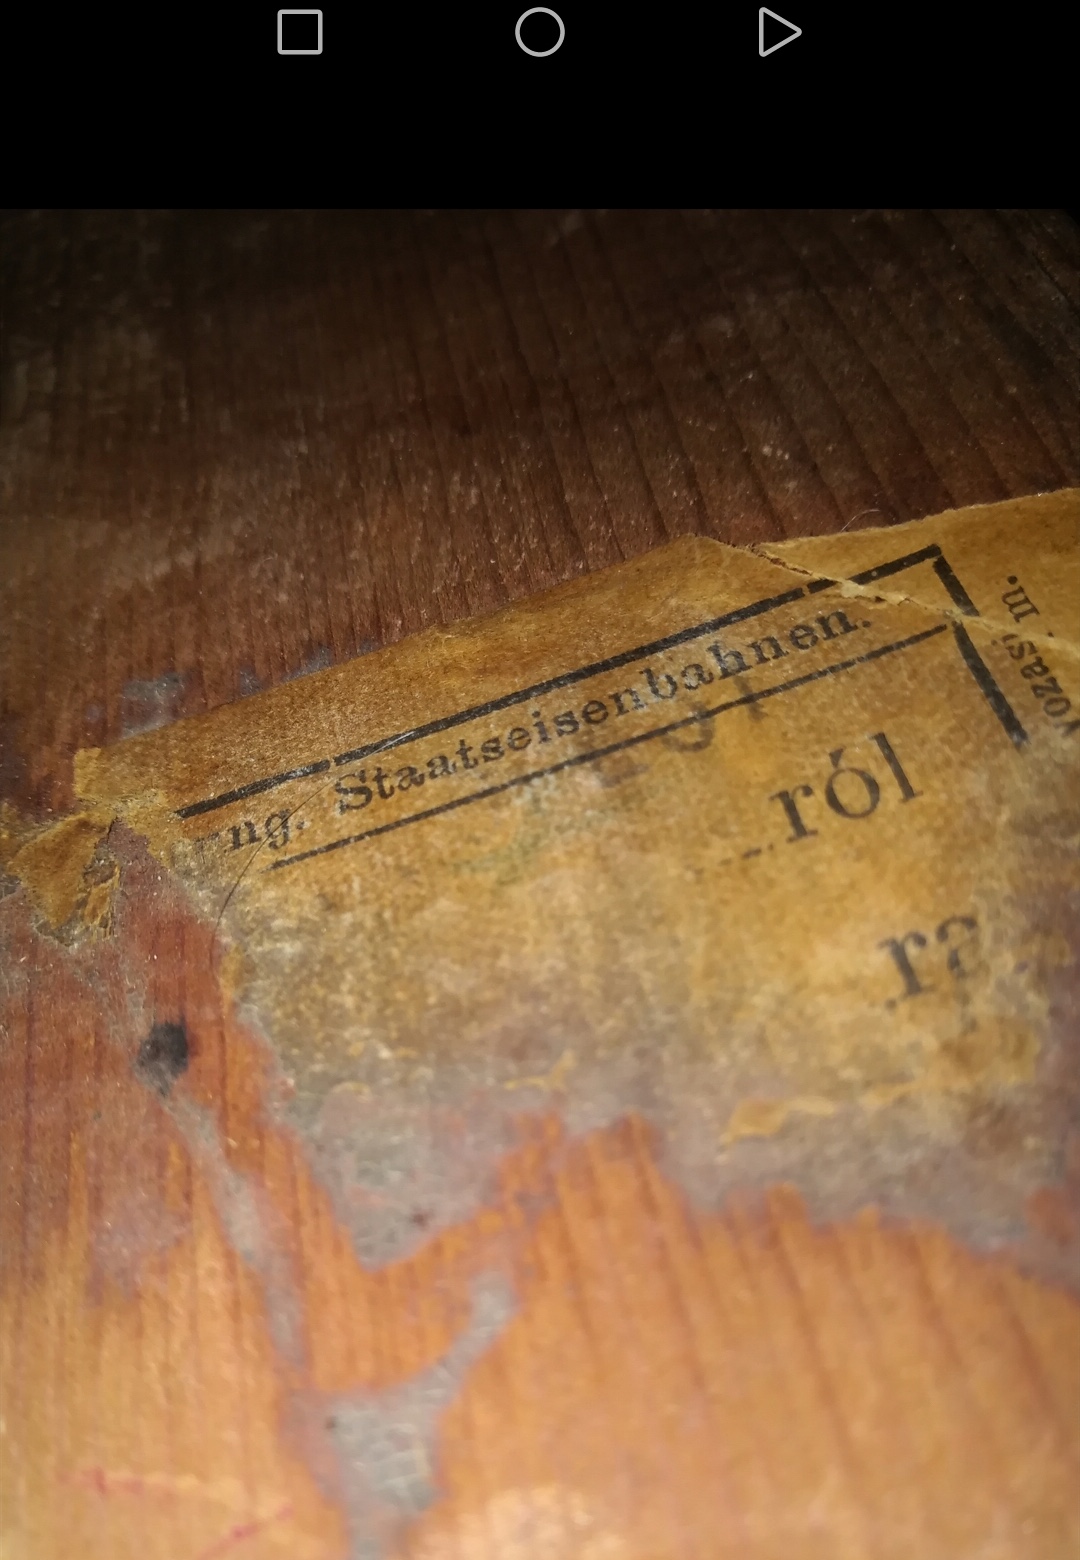 ung. Staatseisenbahnen.
ról
ra